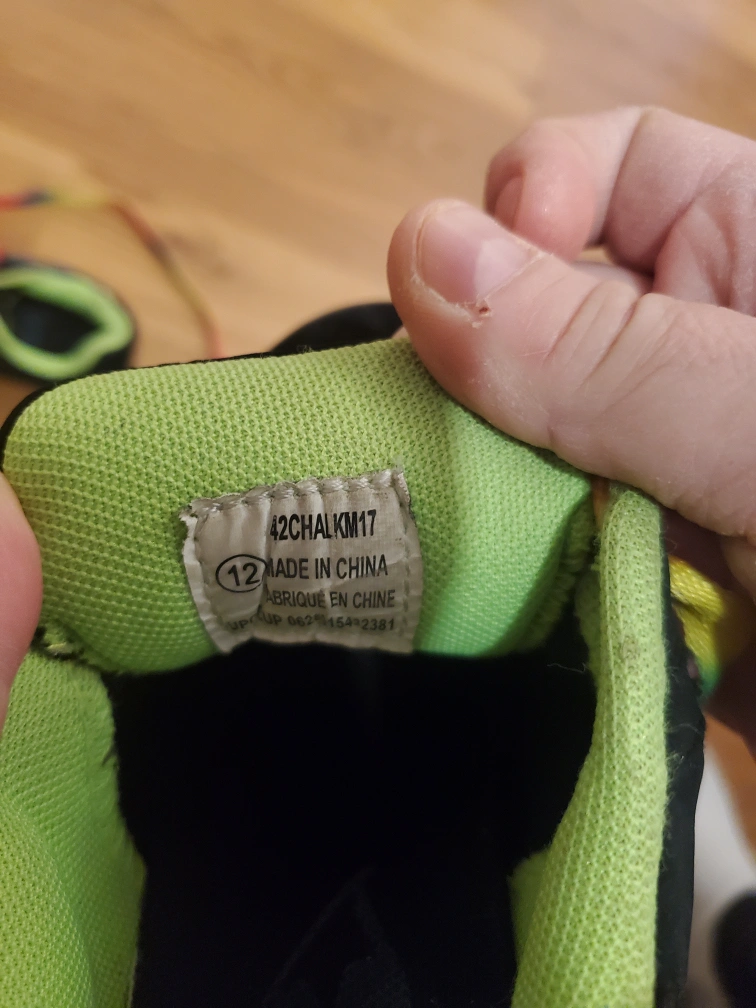 42CHALKM17
12 MADE IN CHINA
FABRIQUE EN CHINE